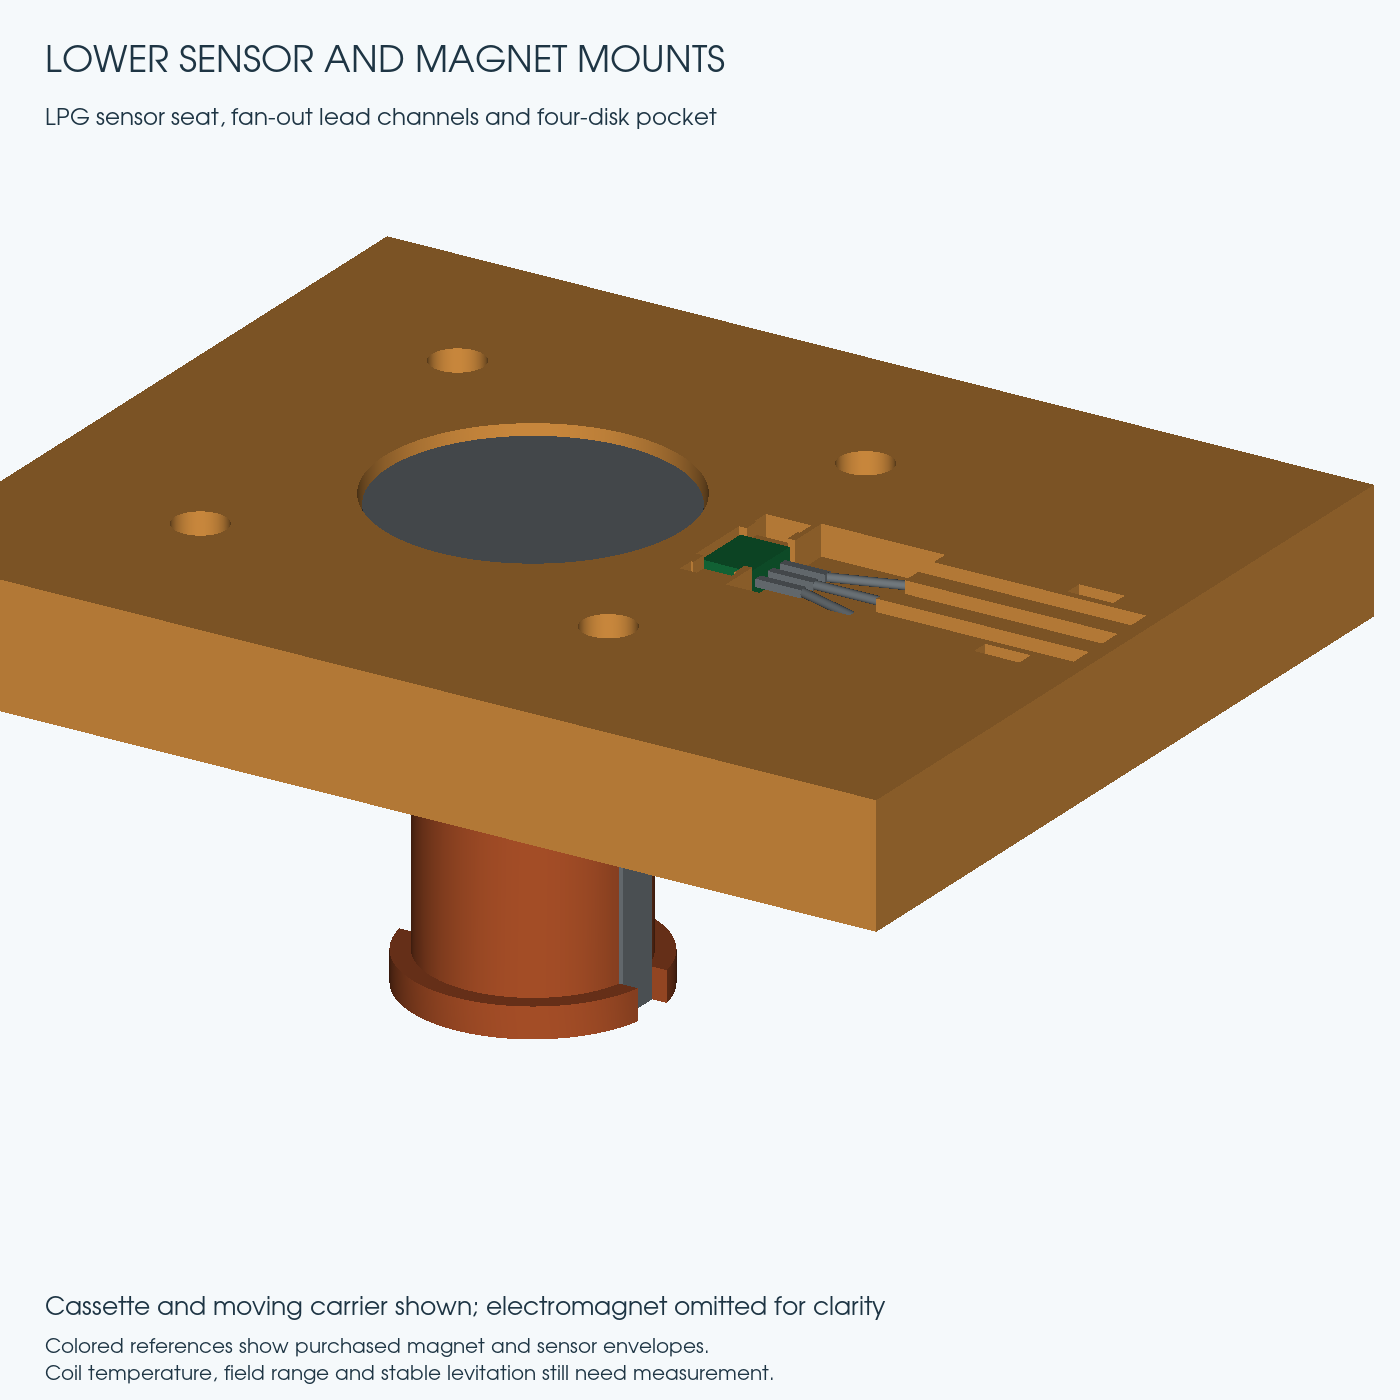 LOWER SENSOR AND MAGNET MOUNTS
LPG sensor seat, fan-out lead channels and four-disk pocket
Cassette and moving carrier shown; electromagnet omitted for clarity
Colored references show purchased magnet and sensor envelopes.
Coil temperature, field range and stable levitation still need measurement.